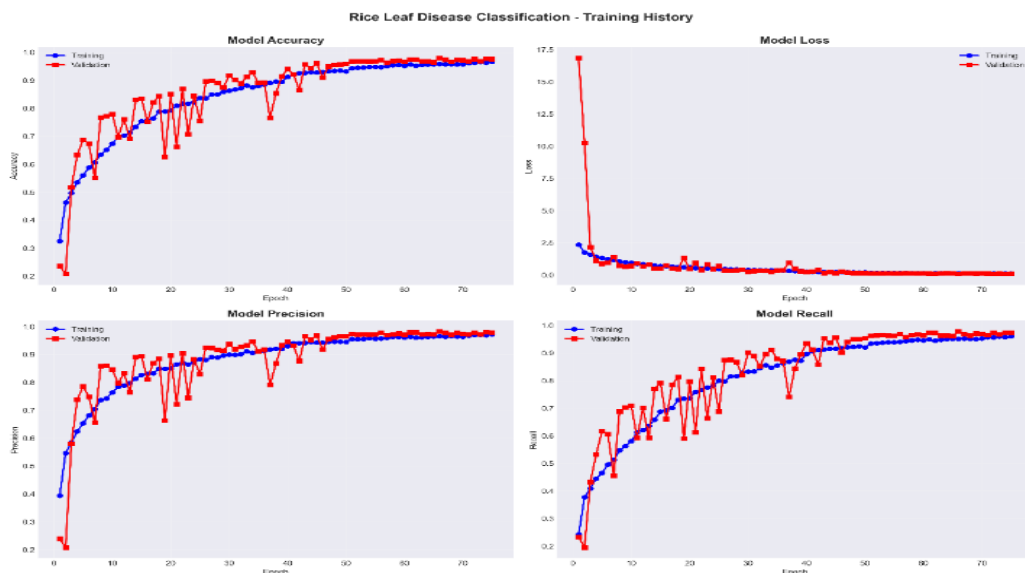 Rice Leaf Disease Classification - Training History
Model Accuracy
Training
Validation
1.0
0.9
0.8
0.7
0.6
0.5
0.4
0.3
0.2
Accuracy
0 10 20 30 40 50 60 70
Epoch
Model Loss
Training
Validation
17.5
15.0
12.5
10.0
7.5
5.0
2.5
0.0
Loss
0 10 20 30 40 50 60 70
Epoch
Model Precision
Training
Validation
1.0
0.9
0.8
0.7
0.6
0.5
0.4
0.3
0.2
Precision
0 10 20 30 40 50 60 70
Epoch
Model Recall
Training
Validation
1.0
0.9
0.8
0.7
0.6
0.5
0.4
0.3
0.2
Recall
0 10 20 30 40 50 60 70
Epoch